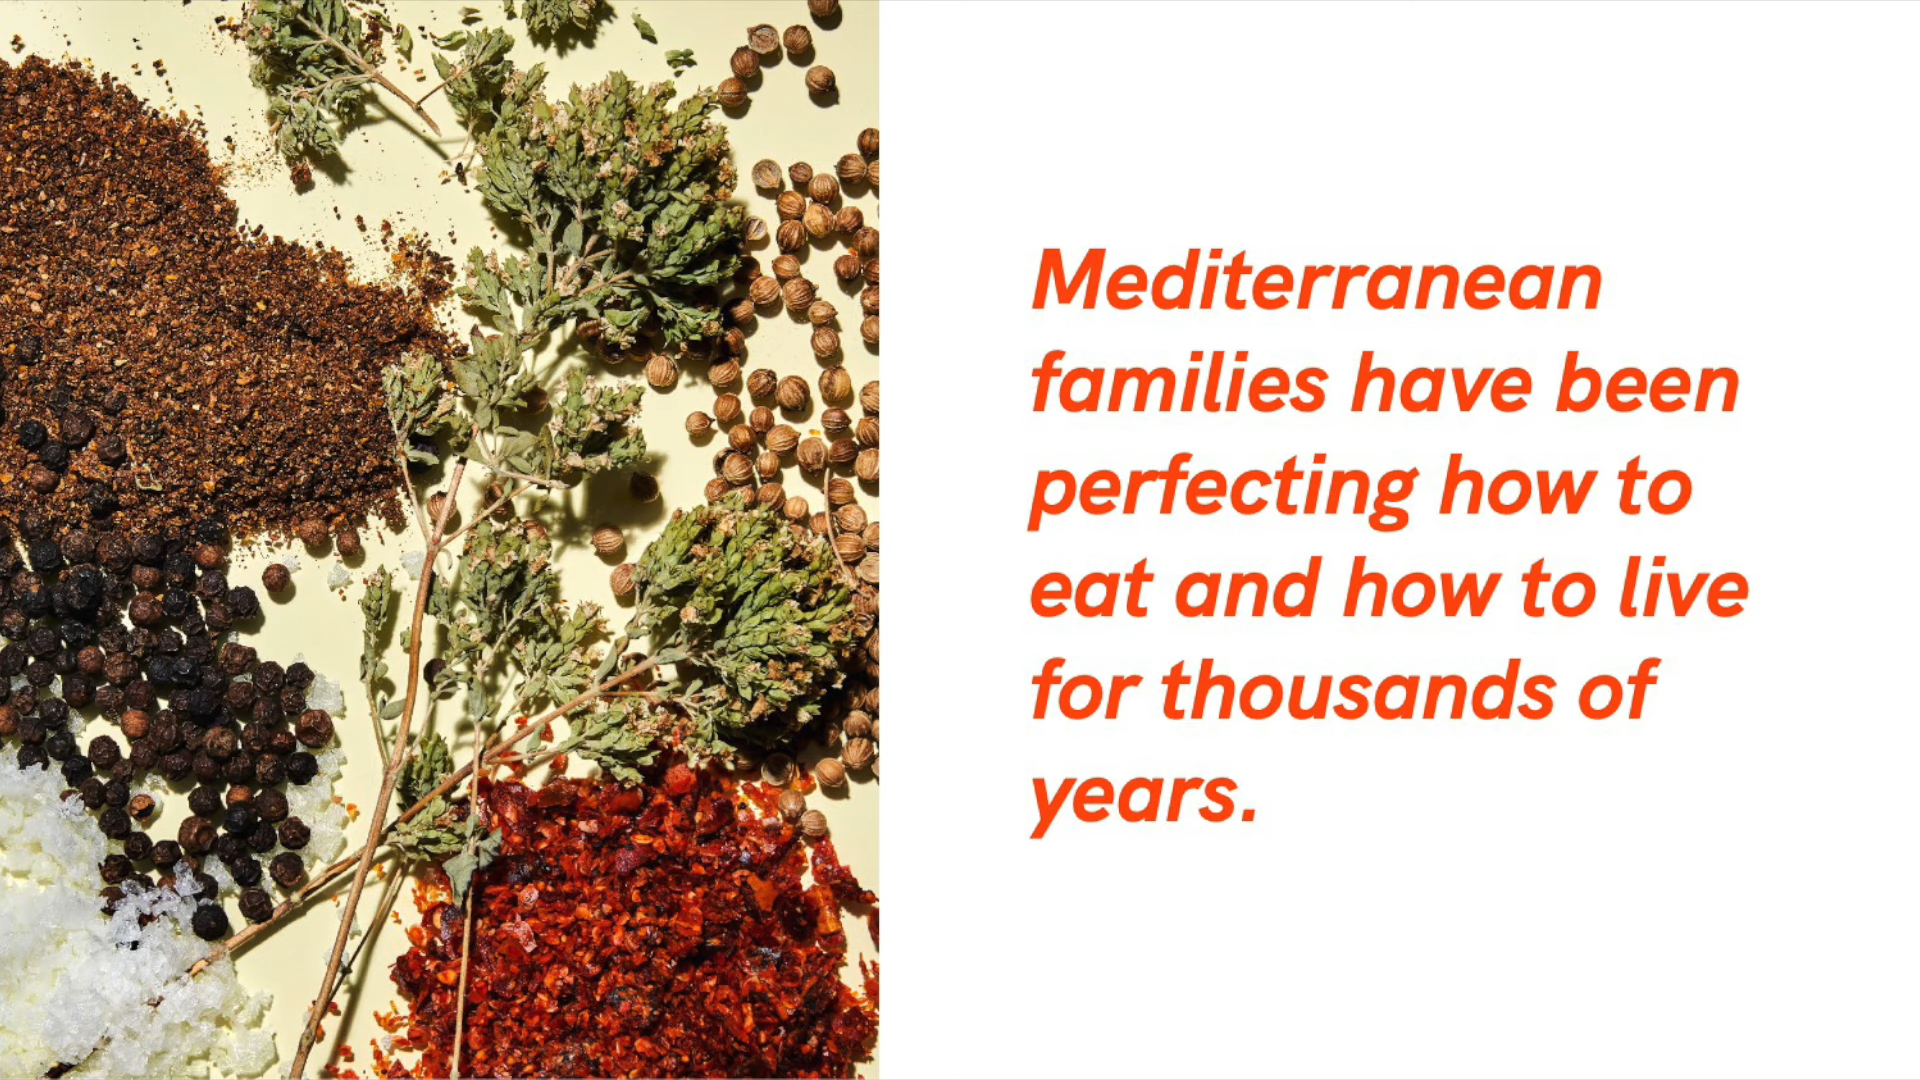 Mediterranean
families have been
perfecting how to
eat and how to live
for thousands of
years.